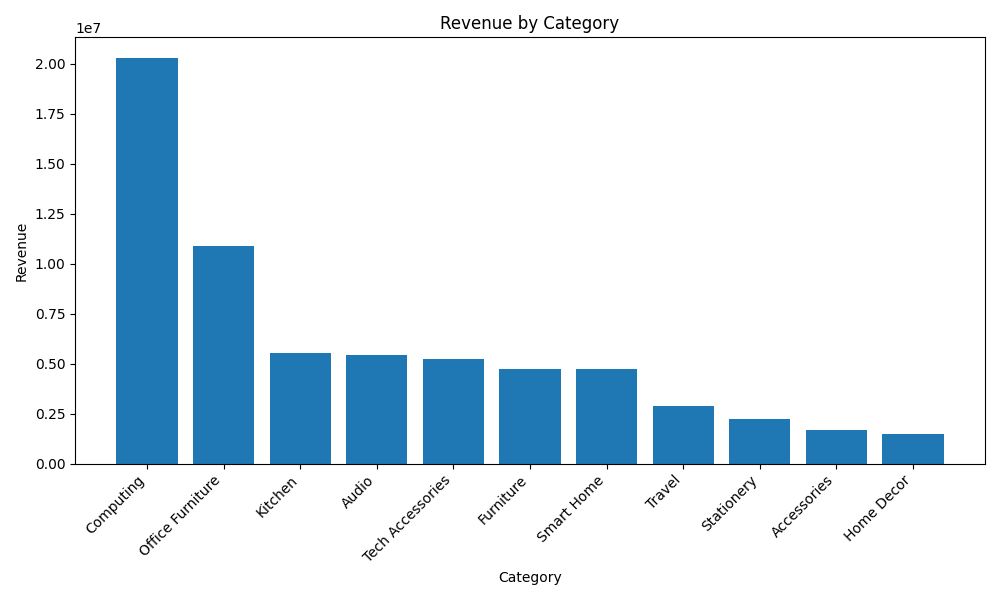 Revenue by Category
1e7
2.00
1.75
1.50
1.25
1.00
0.75
0.50
0.25
0.00
Revenue
Computing
Office Furniture
Kitchen
Audio
Tech Accessories
Furniture
Smart Home
Travel
Stationery
Accessories
Home Decor
Category